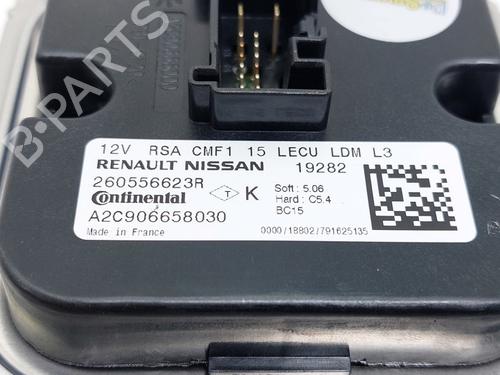 12V RSA CMF1 15 LECU LDM L3
RENAULT NISSAN 19282
260556623R
T K
Soft : 5.06
Continental
Hard : C5.4
A2C906658030
BC15
Made in France
0000/18802/791625135
B-PARTS